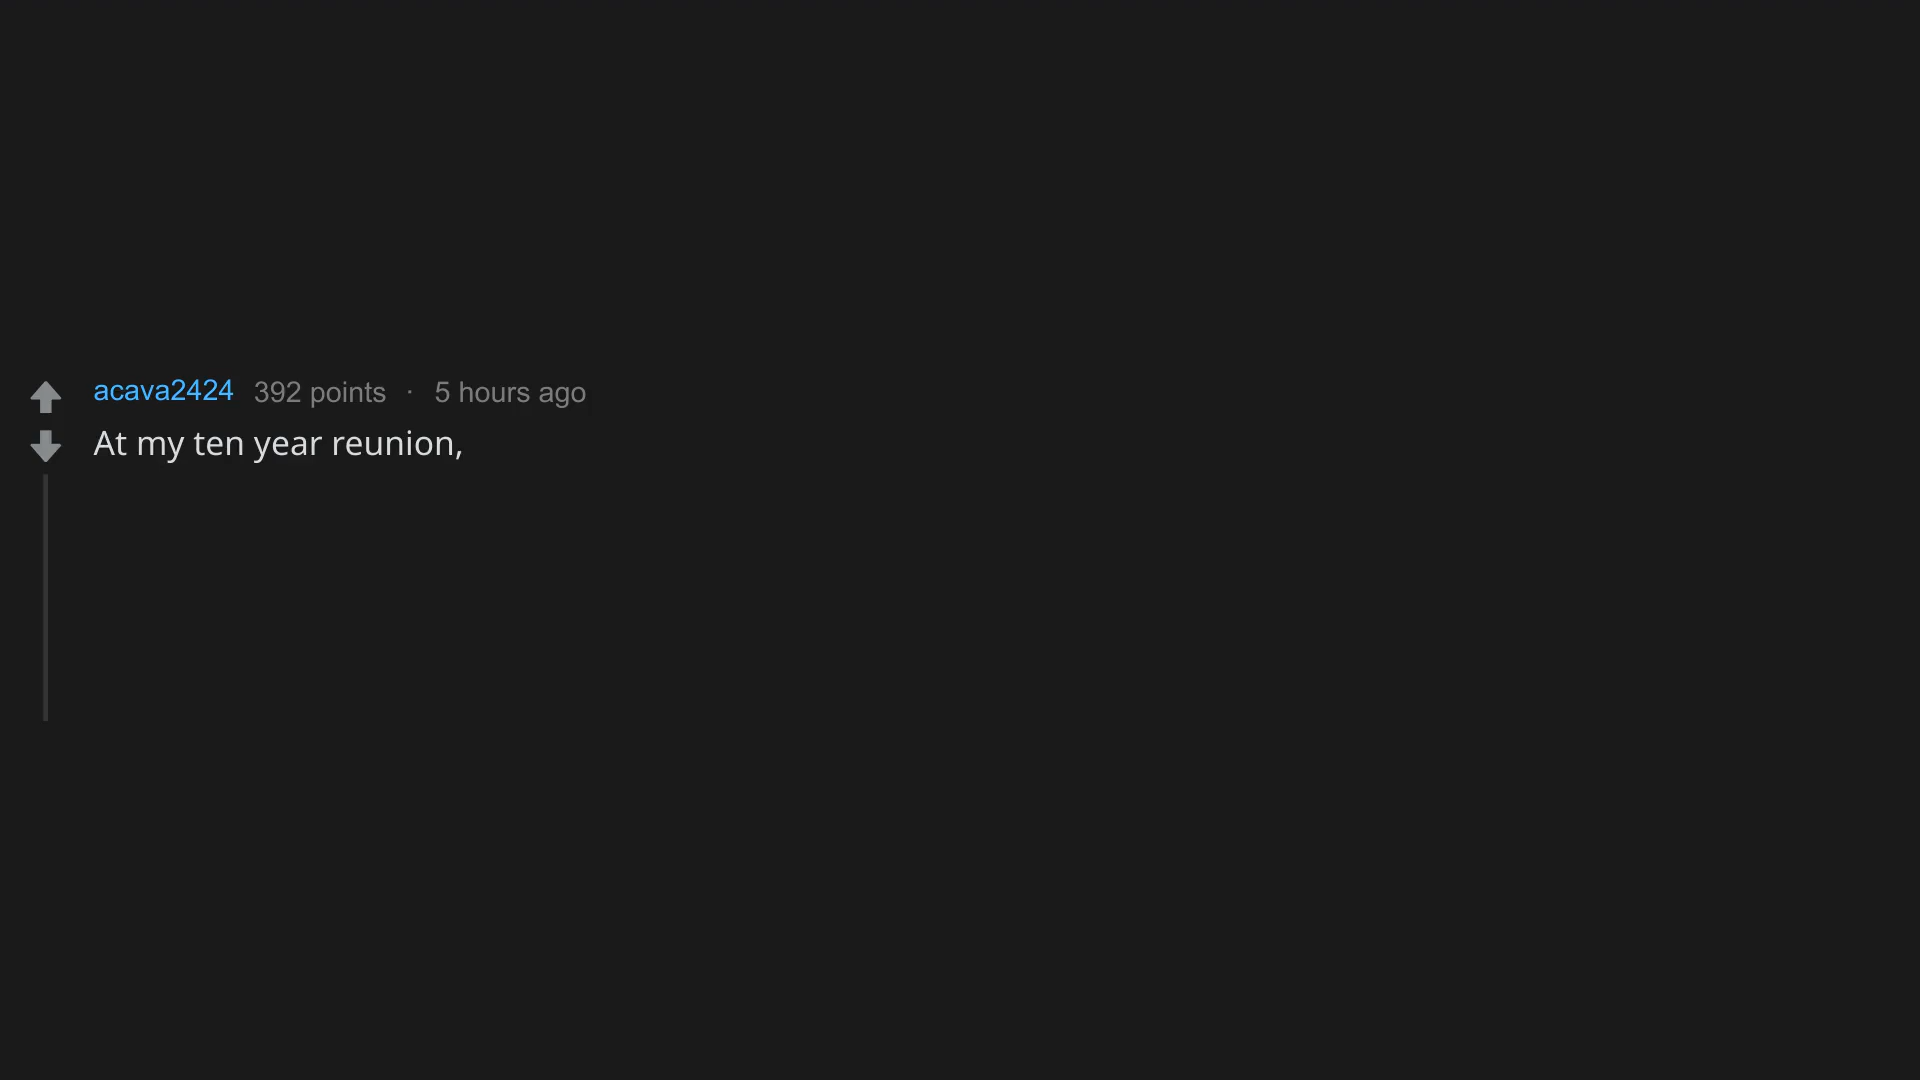 acava2424 392 points · 5 hours ago
At my ten year reunion,